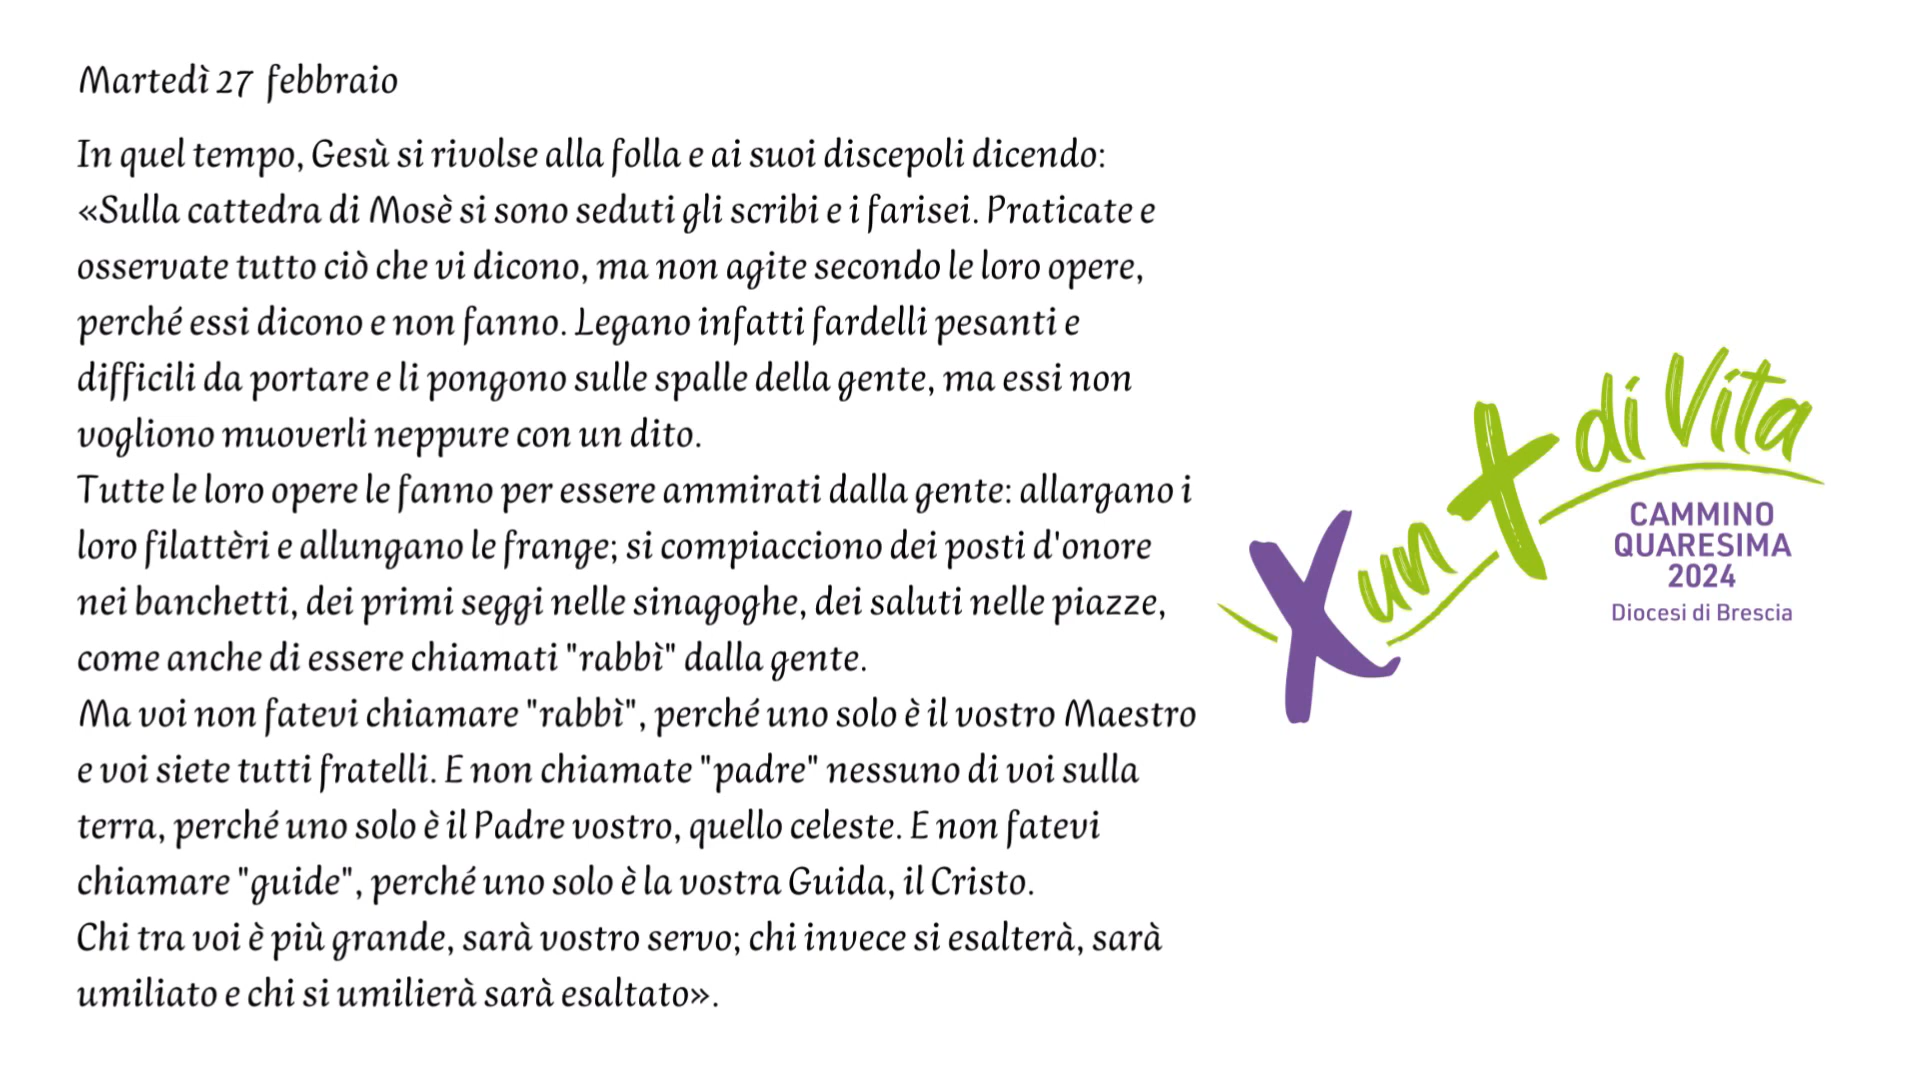 Martedì 27 febbraio
In quel tempo, Gesù si rivolse alla folla e ai suoi discepoli dicendo:
«Sulla cattedra di Mosè si sono seduti gli scribi e i farisei. Praticate e
osservate tutto ciò che vi dicono, ma non agite secondo le loro opere,
perché essi dicono e non fanno. Legano infatti fardelli pesanti e
difficili da portare e li pongono sulle spalle della gente, ma essi non
vogliono muoverli neppure con un dito.
Tutte le loro opere le fanno per essere ammirati dalla gente: allargano i
loro filattèri e allungano le frange; si compiacciono dei posti d'onore
nei banchetti, dei primi seggi nelle sinagoghe, dei saluti nelle piazze,
come anche di essere chiamati "rabbì" dalla gente.
Ma voi non fatevi chiamare "rabbì", perché uno solo è il vostro Maestro
e voi siete tutti fratelli. E non chiamate "padre" nessuno di voi sulla
terra, perché uno solo è il Padre vostro, quello celeste. E non fatevi
chiamare "guide", perché uno solo è la vostra Guida, il Cristo.
Chi tra voi è più grande, sarà vostro servo; chi invece si esalterà, sarà
umiliato e chi si umilierà sarà esaltato».
X un + di Vita
CAMMINO
QUARESIMA
2024
Diocesi di Brescia